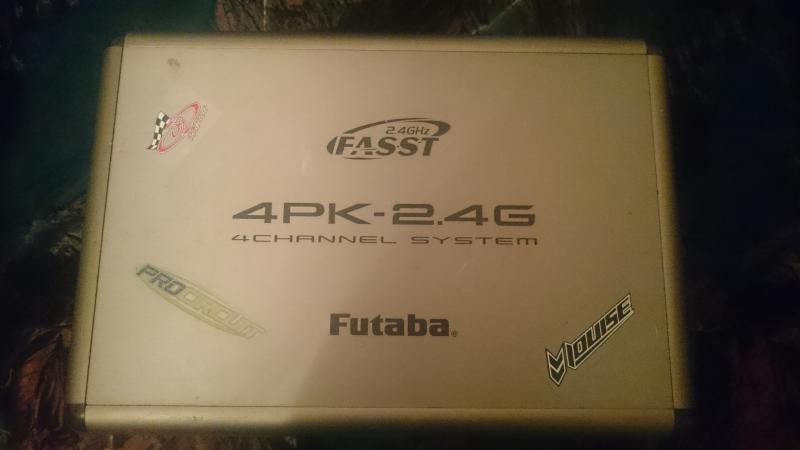 2.4GHz
FASST
4PK-2.4G
4CHANNEL SYSTEM
PROCIRCUIT
Futaba®
LOUISE